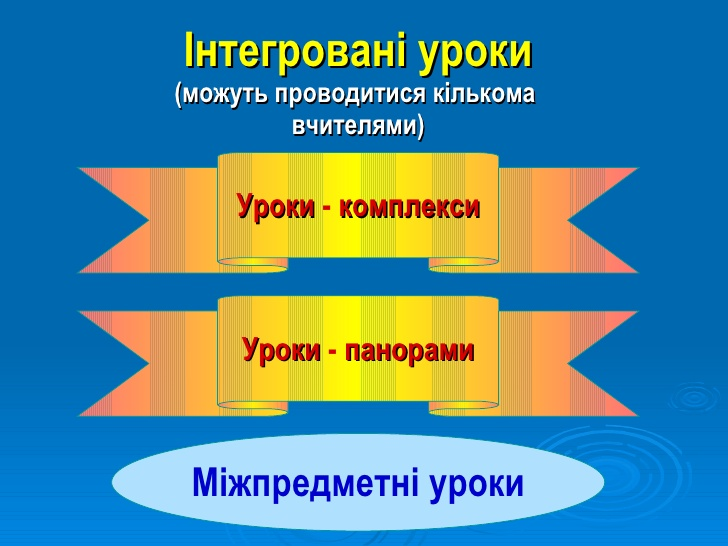 Інтегровані уроки
(можуть проводитися кількома
вчителями)
Уроки - комплекси
Уроки - панорами
Міжпредметні уроки